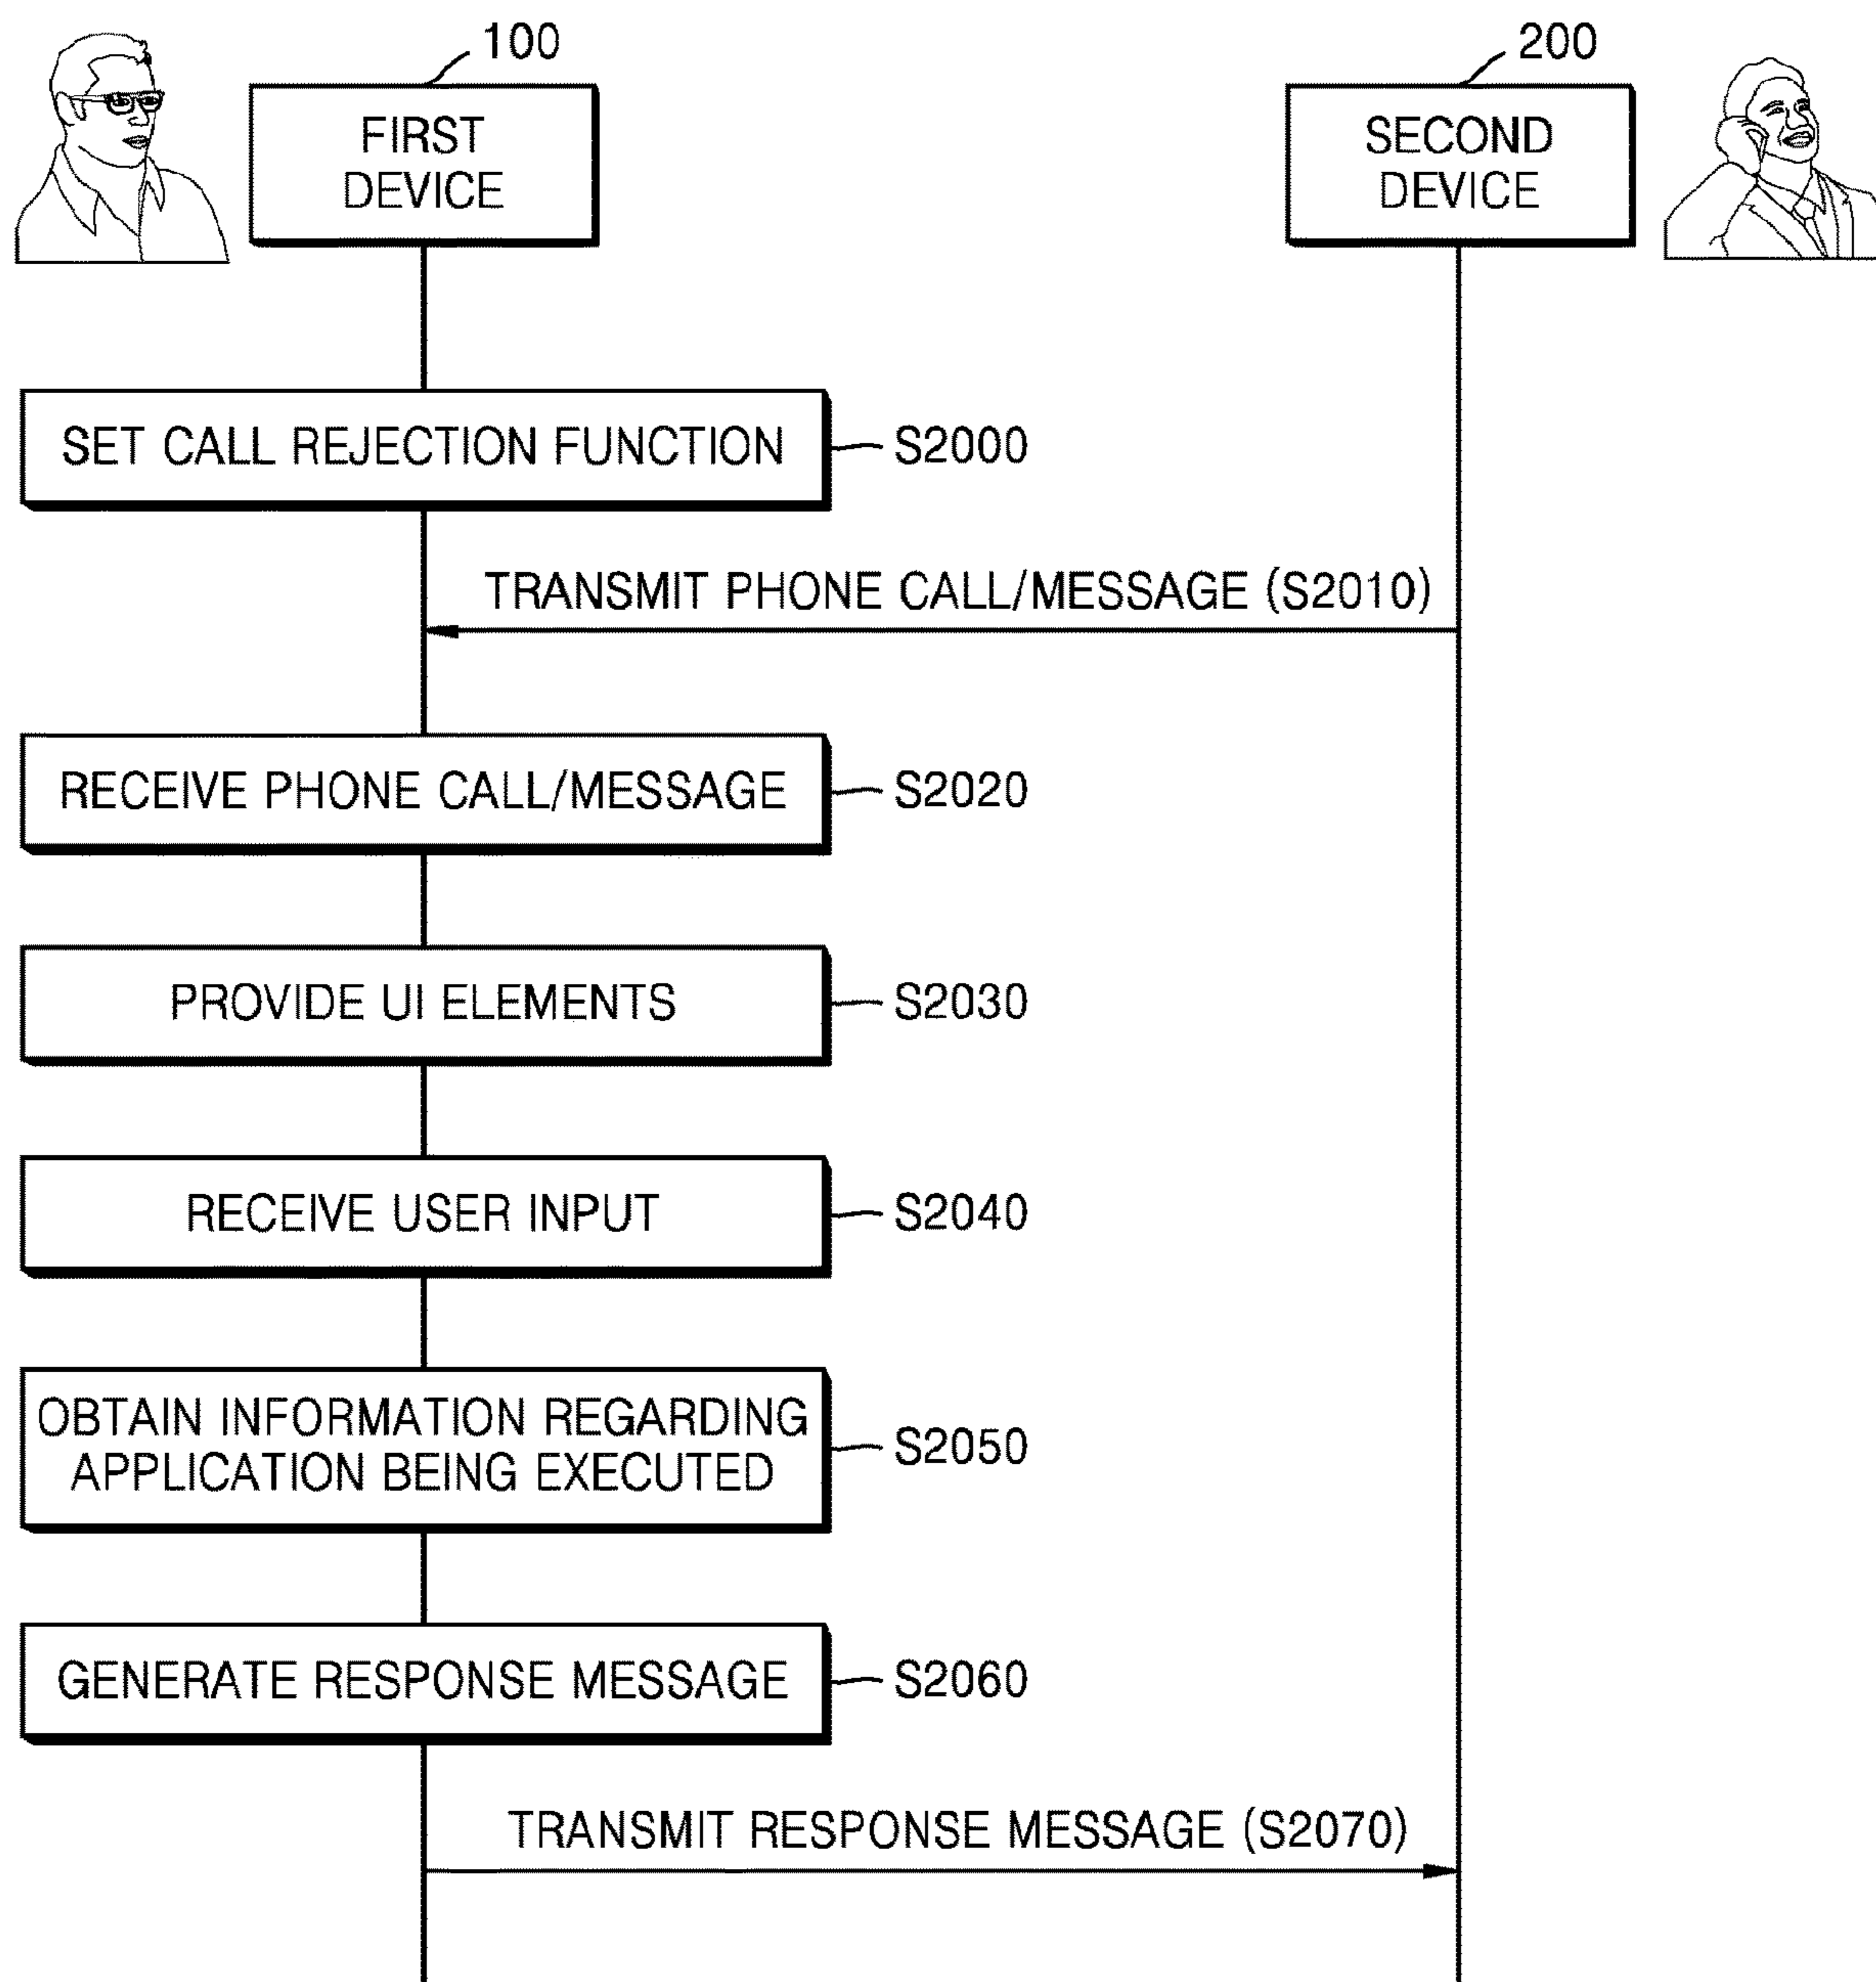 100
200
FIRST
DEVICE
SECOND
DEVICE
SET CALL REJECTION FUNCTION
S2000
TRANSMIT PHONE CALL/MESSAGE (S2010)
RECEIVE PHONE CALL/MESSAGE
S2020
PROVIDE UI ELEMENTS
S2030
RECEIVE USER INPUT
S2040
OBTAIN INFORMATION REGARDING
APPLICATION BEING EXECUTED
S2050
GENERATE RESPONSE MESSAGE
S2060
TRANSMIT RESPONSE MESSAGE (S2070)